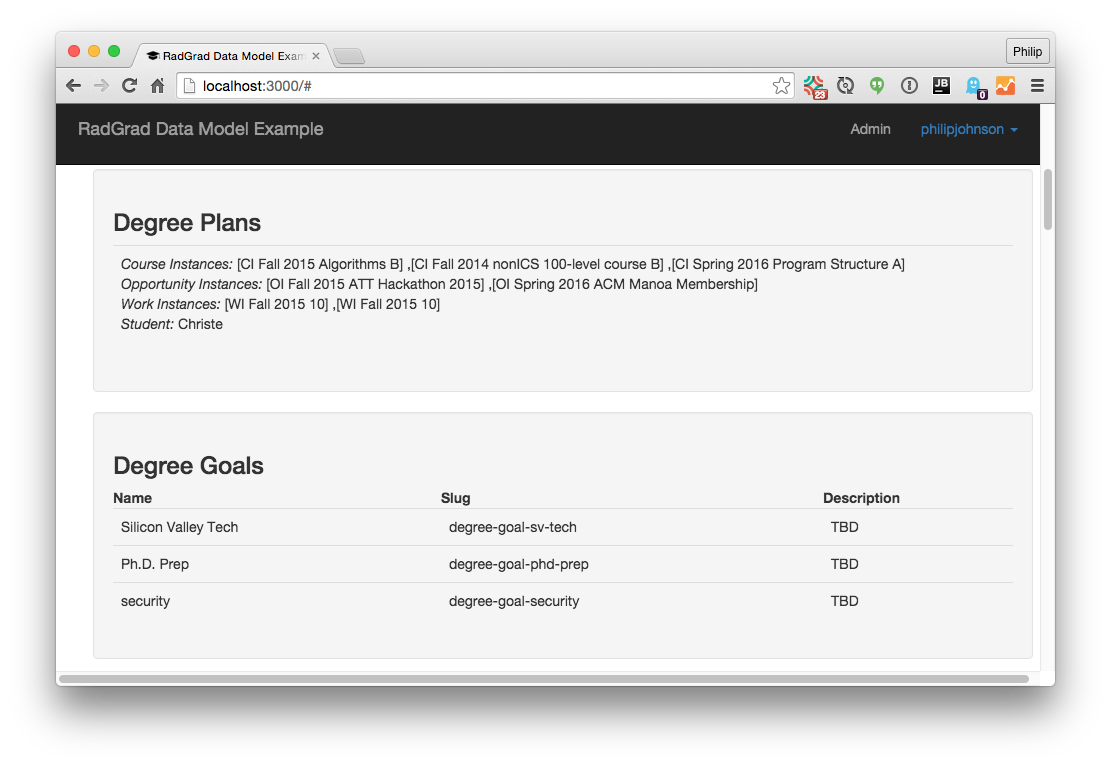 RadGrad Data Model Exam
Philip
localhost:3000/#
23
JB
0
RadGrad Data Model Example
Admin
philipjohnson
Degree Plans
Course Instances: [CI Fall 2015 Algorithms B] ,[CI Fall 2014 nonICS 100-level course B] ,[CI Spring 2016 Program Structure A]
Opportunity Instances: [OI Fall 2015 ATT Hackathon 2015] ,[OI Spring 2016 ACM Manoa Membership]
Work Instances: [WI Fall 2015 10] ,[WI Fall 2015 10]
Student: Christe
Degree Goals
Name Slug Description
Silicon Valley Tech degree-goal-sv-tech TBD
Ph.D. Prep degree-goal-phd-prep TBD
security degree-goal-security TBD